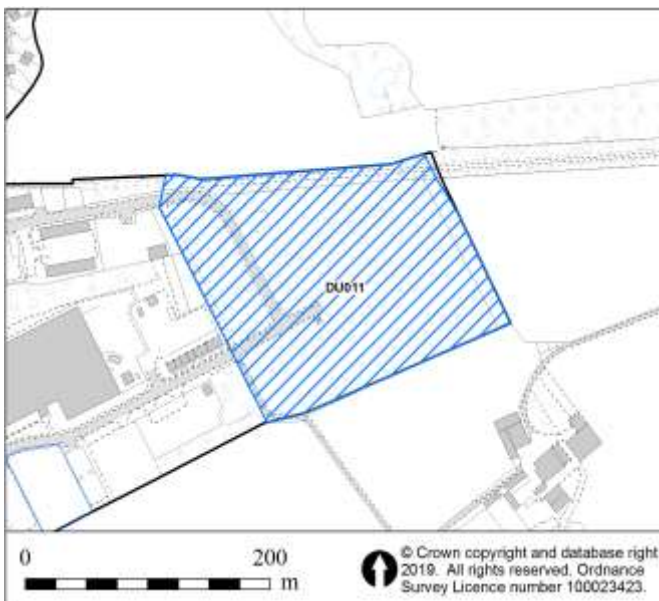 DU011
0 200
m
© Crown copyright and database right
2019. All rights reserved. Ordnance
Survey Licence number 100023423.